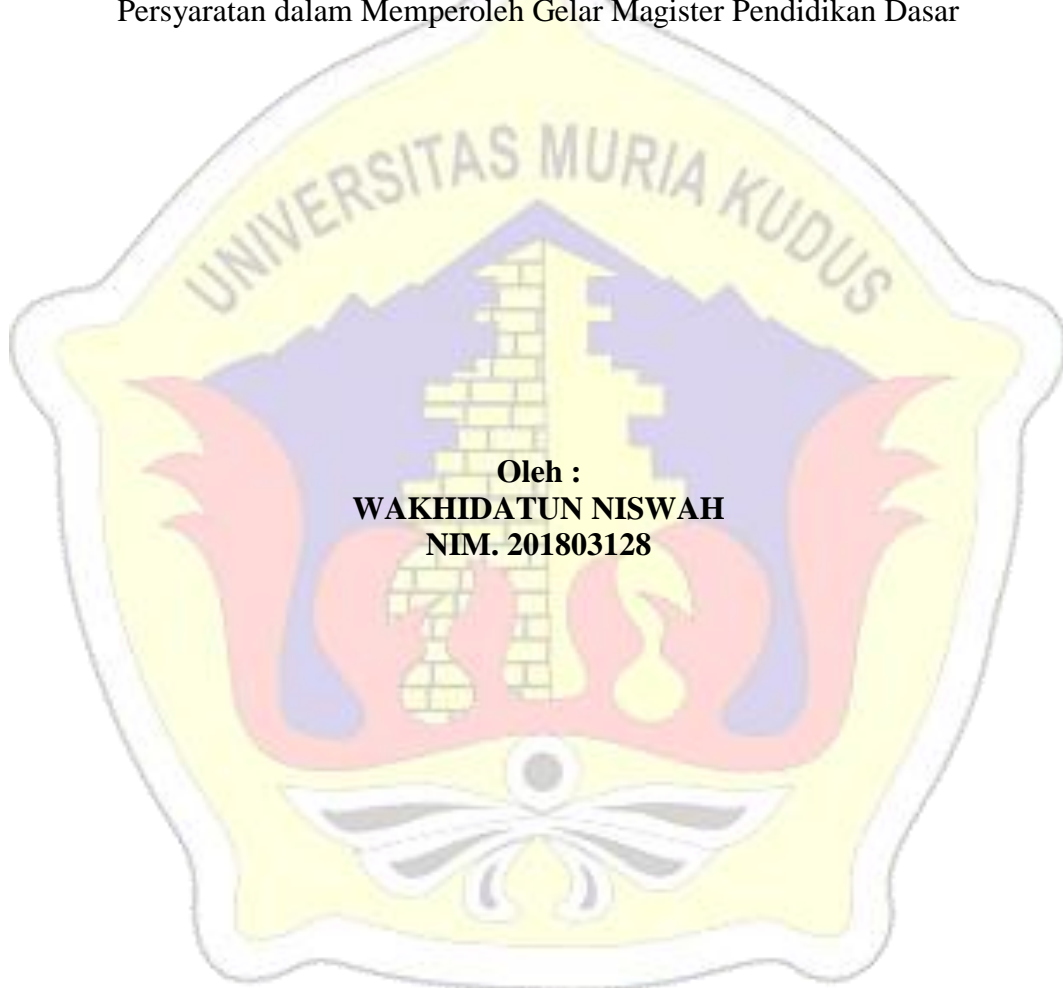 Persyaratan dalam Memperoleh Gelar Magister Pendidikan Dasar
UNIVERSITAS MURIA KUDUS
Oleh :
WAKHIDATUN NISWAH
NIM. 201803128